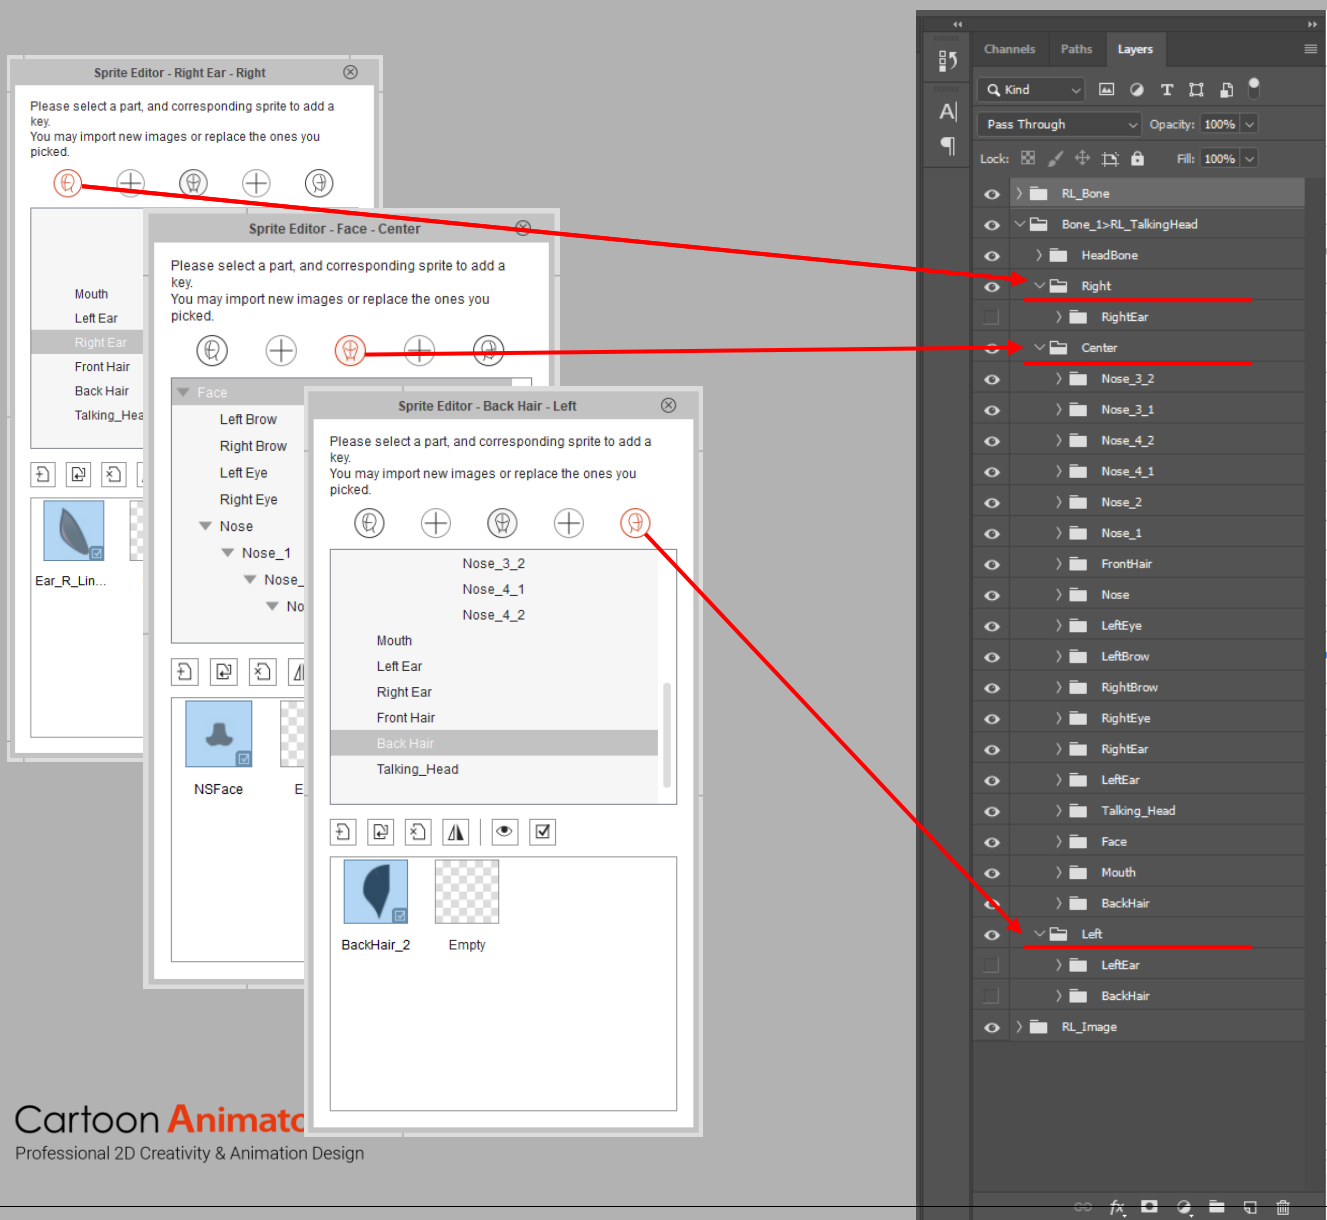 Sprite Editor - Right Ear - Right
Please select a part, and corresponding sprite to add a
key.
You may import new images or replace the ones you
picked.
Mouth
Left Ear
Right Ear
Front Hair
Back Hair
Talking_Hea
Ear_R_Lin...
Sprite Editor - Face - Center
Please select a part, and corresponding sprite to add a
key.
You may import new images or replace the ones you
picked.
Face
Left Brow
Right Brow
Left Eye
Right Eye
Nose
Nose_1
Nose_
No
NSFace
E
Sprite Editor - Back Hair - Left
Please select a part, and corresponding sprite to add a
key.
You may import new images or replace the ones you
picked.
Nose_3_2
Nose_4_1
Nose_4_2
Mouth
Left Ear
Right Ear
Front Hair
Back Hair
Talking_Head
BackHair_2
Empty
Cartoon Animato
Professional 2D Creativity & Animation Design
Channels Paths Layers
Kind
Pass Through Opacity: 100%
Lock: Fill: 100%
RL_Bone
Bone_1>RL_TalkingHead
HeadBone
Right
RightEar
Center
Nose_3_2
Nose_3_1
Nose_4_2
Nose_4_1
Nose_2
Nose_1
FrontHair
Nose
LeftEye
LeftBrow
RightBrow
RightEye
RightEar
LeftEar
Talking_Head
Face
Mouth
BackHair
Left
LeftEar
BackHair
RL_Image
fx